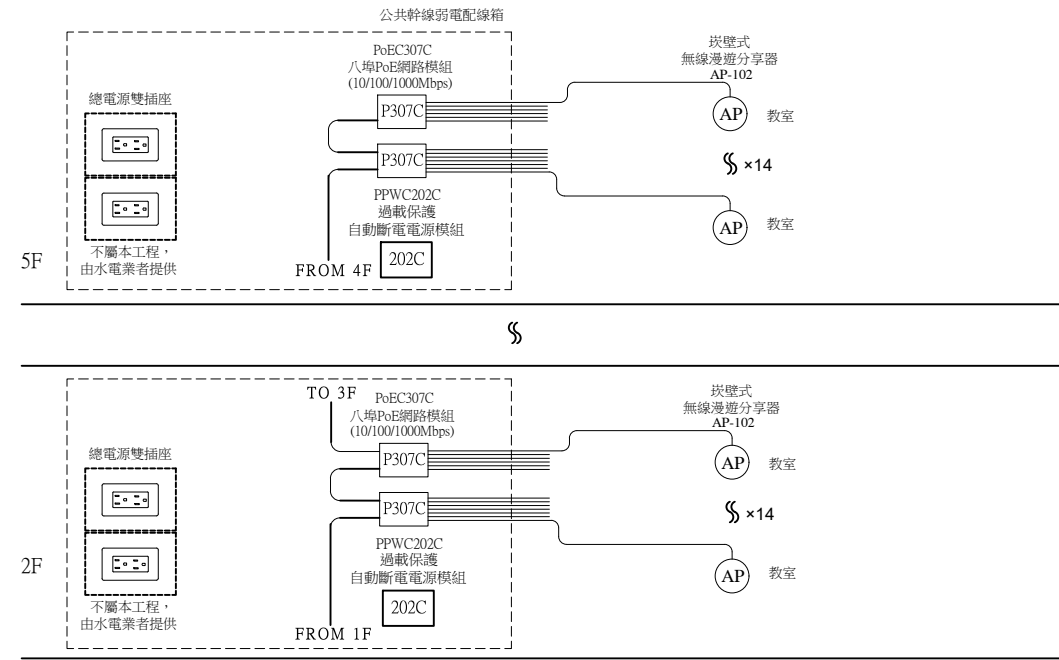 公共幹線弱電配線箱
PoEC307C
八埠PoE網路模組
(10/100/1000Mbps)
崁壁式
無線漫遊分享器
AP-102
總電源雙插座
P307C
AP
教室
P307C
×14
PPWC202C
過載保護
自動斷電電源模組
AP
教室
不屬本工程，
由水電業者提供
202C
5F
FROM 4F
TO 3F
PoEC307C
八埠PoE網路模組
(10/100/1000Mbps)
崁壁式
無線漫遊分享器
AP-102
總電源雙插座
P307C
AP
教室
P307C
×14
PPWC202C
過載保護
自動斷電電源模組
AP
教室
2F
不屬本工程，
由水電業者提供
202C
FROM 1F